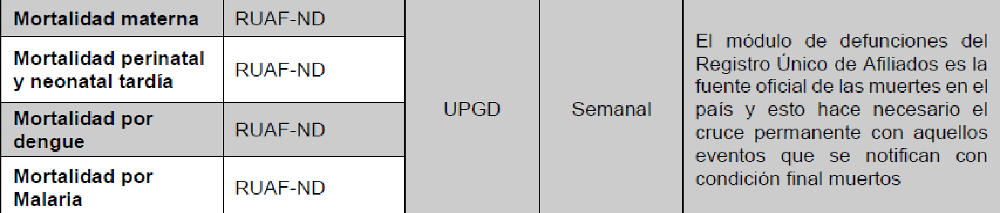 Mortalidad materna
RUAF-ND
Mortalidad perinatal
y neonatal tardía
RUAF-ND
Mortalidad por
dengue
RUAF-ND
Mortalidad por
Malaria
RUAF-ND
UPGD
Semanal
El módulo de defunciones del
Registro Único de Afiliados es la
fuente oficial de las muertes en el
país y esto hace necesario el
cruce permanente con aquellos
eventos que se notifican con
condición final muertos